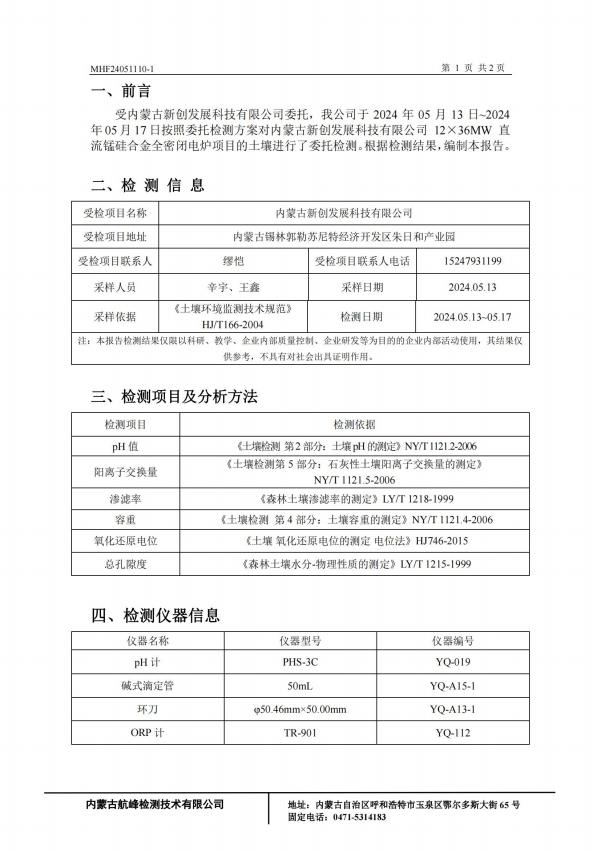 MHF24051110-1 第 1 页 共 2 页
一、前言
受内蒙古新创发展科技有限公司委托，我公司于 2024 年 05 月 13 日~2024
年 05 月 17 日按照委托检测方案对内蒙古新创发展科技有限公司 12×36MW 直
流锰硅合金全密闭电炉项目的土壤进行了委托检测。根据检测结果，编制本报告。
二、检 测 信 息
受检项目名称 内蒙古新创发展科技有限公司
受检项目地址 内蒙古锡林郭勒苏尼特经济开发区朱日和产业园
受检项目联系人 缪恺 受检项目联系人电话 15247931199
采样人员 辛宇、王鑫 采样日期 2024.05.13
采样依据 《土壤环境监测技术规范》
HJ/T166-2004 检测日期 2024.05.13~05.17
注：本报告检测结果仅限以科研、教学、企业内部质量控制、企业研发等为目的的企业内部活动使用，其结果仅
供参考，不具有对社会出具证明作用。
三、检测项目及分析方法
检测项目 检测依据
pH 值 《土壤检测 第 2 部分：土壤 pH 的测定》NY/T 1121.2-2006
阳离子交换量 《土壤检测第 5 部分：石灰性土壤阳离子交换量的测定》
NY/T 1121.5-2006
渗滤率 《森林土壤渗滤率的测定》LY/T 1218-1999
容重 《土壤检测 第 4 部分：土壤容重的测定》NY/T 1121.4-2006
氧化还原电位 《土壤 氧化还原电位的测定 电位法》HJ746-2015
总孔隙度 《森林土壤水分-物理性质的测定》LY/T 1215-1999
四、检测仪器信息
仪器名称 仪器型号 仪器编号
pH 计 PHS-3C YQ-019
碱式滴定管 50mL YQ-A15-1
环刀 φ50.46mm×50.00mm YQ-A13-1
ORP 计 TR-901 YQ-112
内蒙古航峰检测技术有限公司 地址：内蒙古自治区呼和浩特市玉泉区鄂尔多斯大街 65 号
固定电话：0471-5314183